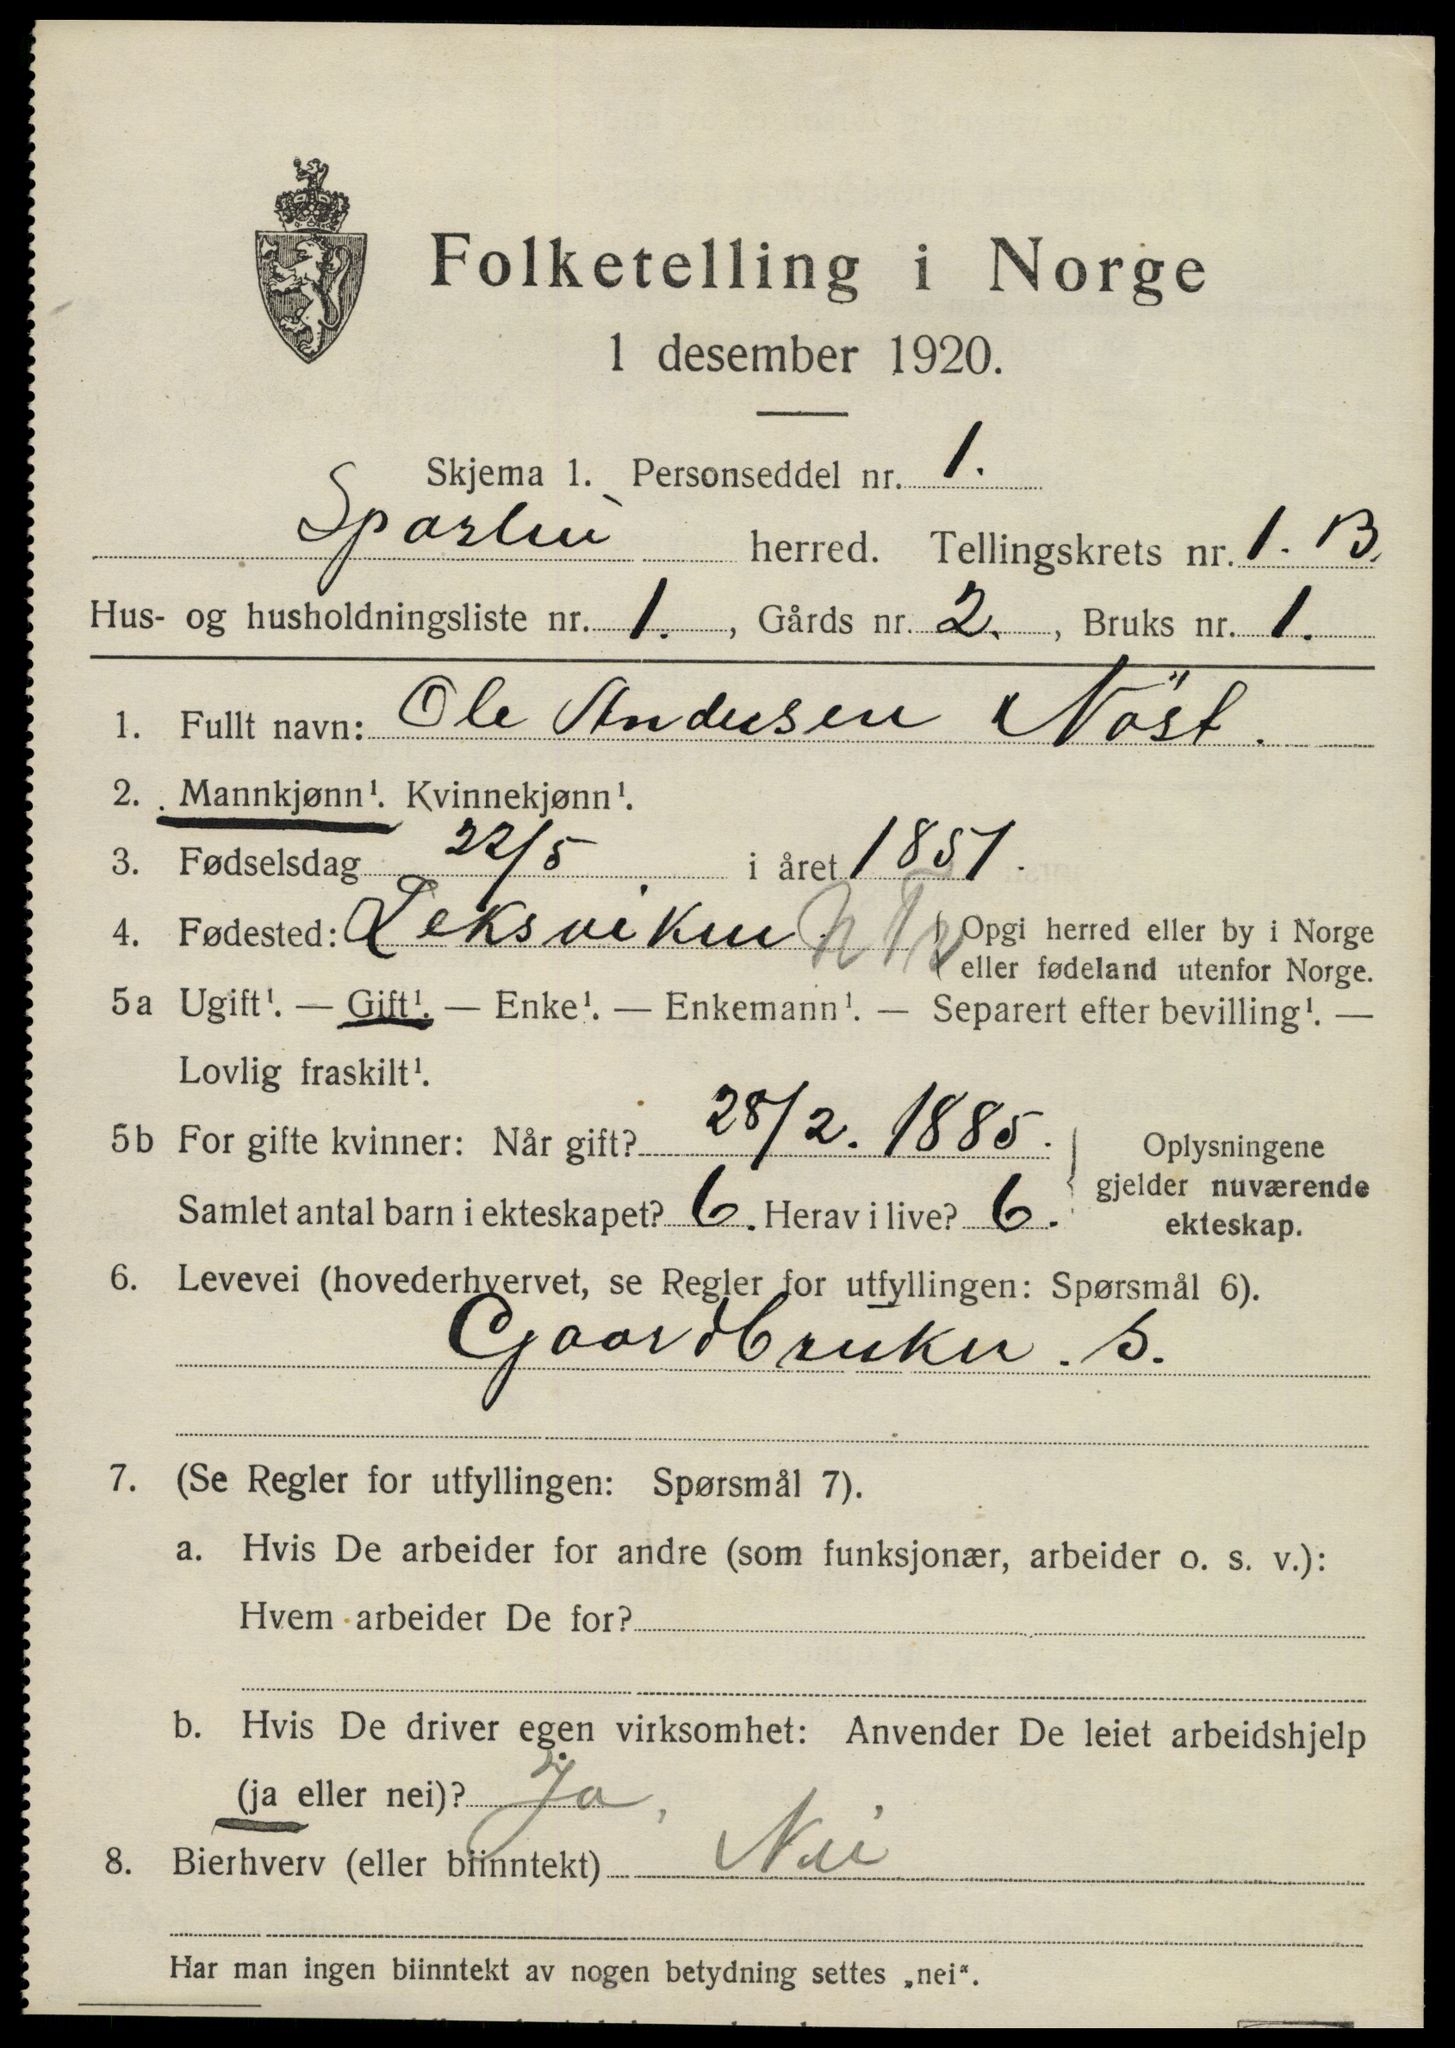 Folketelling i Norge
1 desember 1920.
Skjema 1. Personseddel nr. 1.
Sparbu herred. Tellingskrets nr. 1. B.
Hus- og husholdningsliste nr. 1. , Gårds nr. 2. , Bruks nr. 1.
1. Fullt navn: Ole Andersen Nöst.
2. Mannkjønn¹. Kvinnekjønn¹.
3. Fødselsdag 22/5 i året 1851.
4. Fødested: Leksviken N Tr { Opgi herred eller by i Norge
eller fødeland utenfor Norge.
5a Ugift¹. — Gift¹. — Enke¹. — Enkemann¹. — Separert efter bevilling¹. —
Lovlig fraskilt¹.
5b For gifte kvinner: Når gift? 28/2. 1885.
Samlet antal barn i ekteskapet? 6. Herav i live? 6.
Oplysningene
gjelder nuværende
ekteskap.
6. Levevei (hovederhvervet, se Regler for utfyllingen: Spørsmål 6).
Gaardbruker. S.
7. (Se Regler for utfyllingen: Spørsmål 7).
a. Hvis De arbeider for andre (som funksjonær, arbeider o. s. v.):
Hvem arbeider De for?
b. Hvis De driver egen virksomhet: Anvender De leiet arbeidshjelp
(ja eller nei)? Ja.
8. Bierhverv (eller biinntekt) Nei
Har man ingen biinntekt av nogen betydning settes „nei".